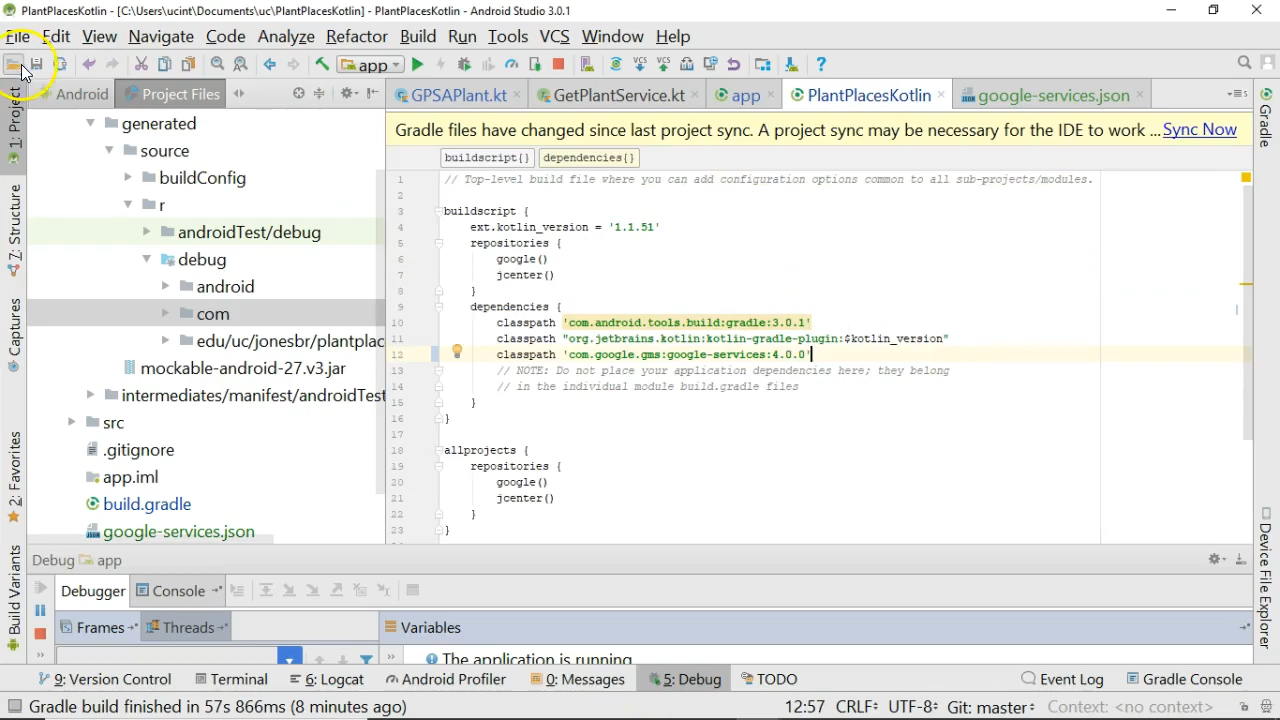 PlantPlacesKotlin - [C:\Users\ucint\Documents\uc\PlantPlacesKotlin] - PlantPlacesKotlin - Android Studio 3.0.1
File Edit View Navigate Code Analyze Refactor Build Run Tools VCS Window Help
app
Android Project Files GPSAPlant.kt GetPlantService.kt app PlantPlacesKotlin google-services.json
Gradle files have changed since last project sync. A project sync may be necessary for the IDE to work ... Sync Now
buildscript{} dependencies{}
1: Project
7: Structure
Captures
2: Favorites
Build Variants
generated
source
buildConfig
r
androidTest/debug
debug
android
com
edu/uc/jonesbr/plantplac
mockable-android-27.v3.jar
intermediates/manifest/androidTest
src
.gitignore
app.iml
build.gradle
google-services.json
1 // Top-level build file where you can add configuration options common to all sub-projects/modules.
2
3 buildscript {
4 ext.kotlin_version = '1.1.51'
5 repositories {
6 google()
7 jcenter()
8 }
9 dependencies {
10 classpath 'com.android.tools.build:gradle:3.0.1'
11 classpath "org.jetbrains.kotlin:kotlin-gradle-plugin:$kotlin_version"
12 classpath 'com.google.gms:google-services:4.0.0'
13 // NOTE: Do not place your application dependencies here; they belong
14 // in the individual module build.gradle files
15 }
16 }
17
18 allprojects {
19 repositories {
20 google()
21 jcenter()
22 }
23 }
Gradle
Device File Explorer
Debug app
Debugger Console
Frames Threads Variables
The application is running
9: Version Control Terminal 6: Logcat Android Profiler 0: Messages 5: Debug TODO Event Log Gradle Console
Gradle build finished in 57s 866ms (8 minutes ago) 12:57 CRLF UTF-8 Git: master Context: <no context>